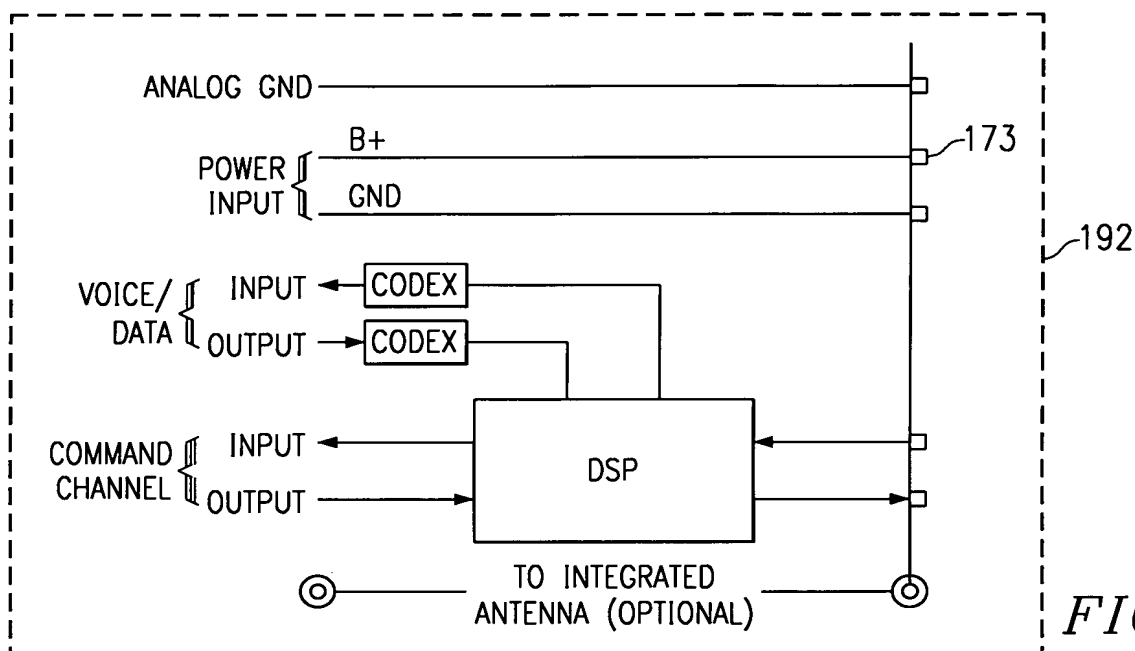 ANALOG GND
B+
173
POWER
INPUT
GND
192
VOICE/
DATA
INPUT
CODEX
OUTPUT
CODEX
COMMAND
CHANNEL
INPUT
OUTPUT
DSP
TO INTEGRATED
ANTENNA (OPTIONAL)